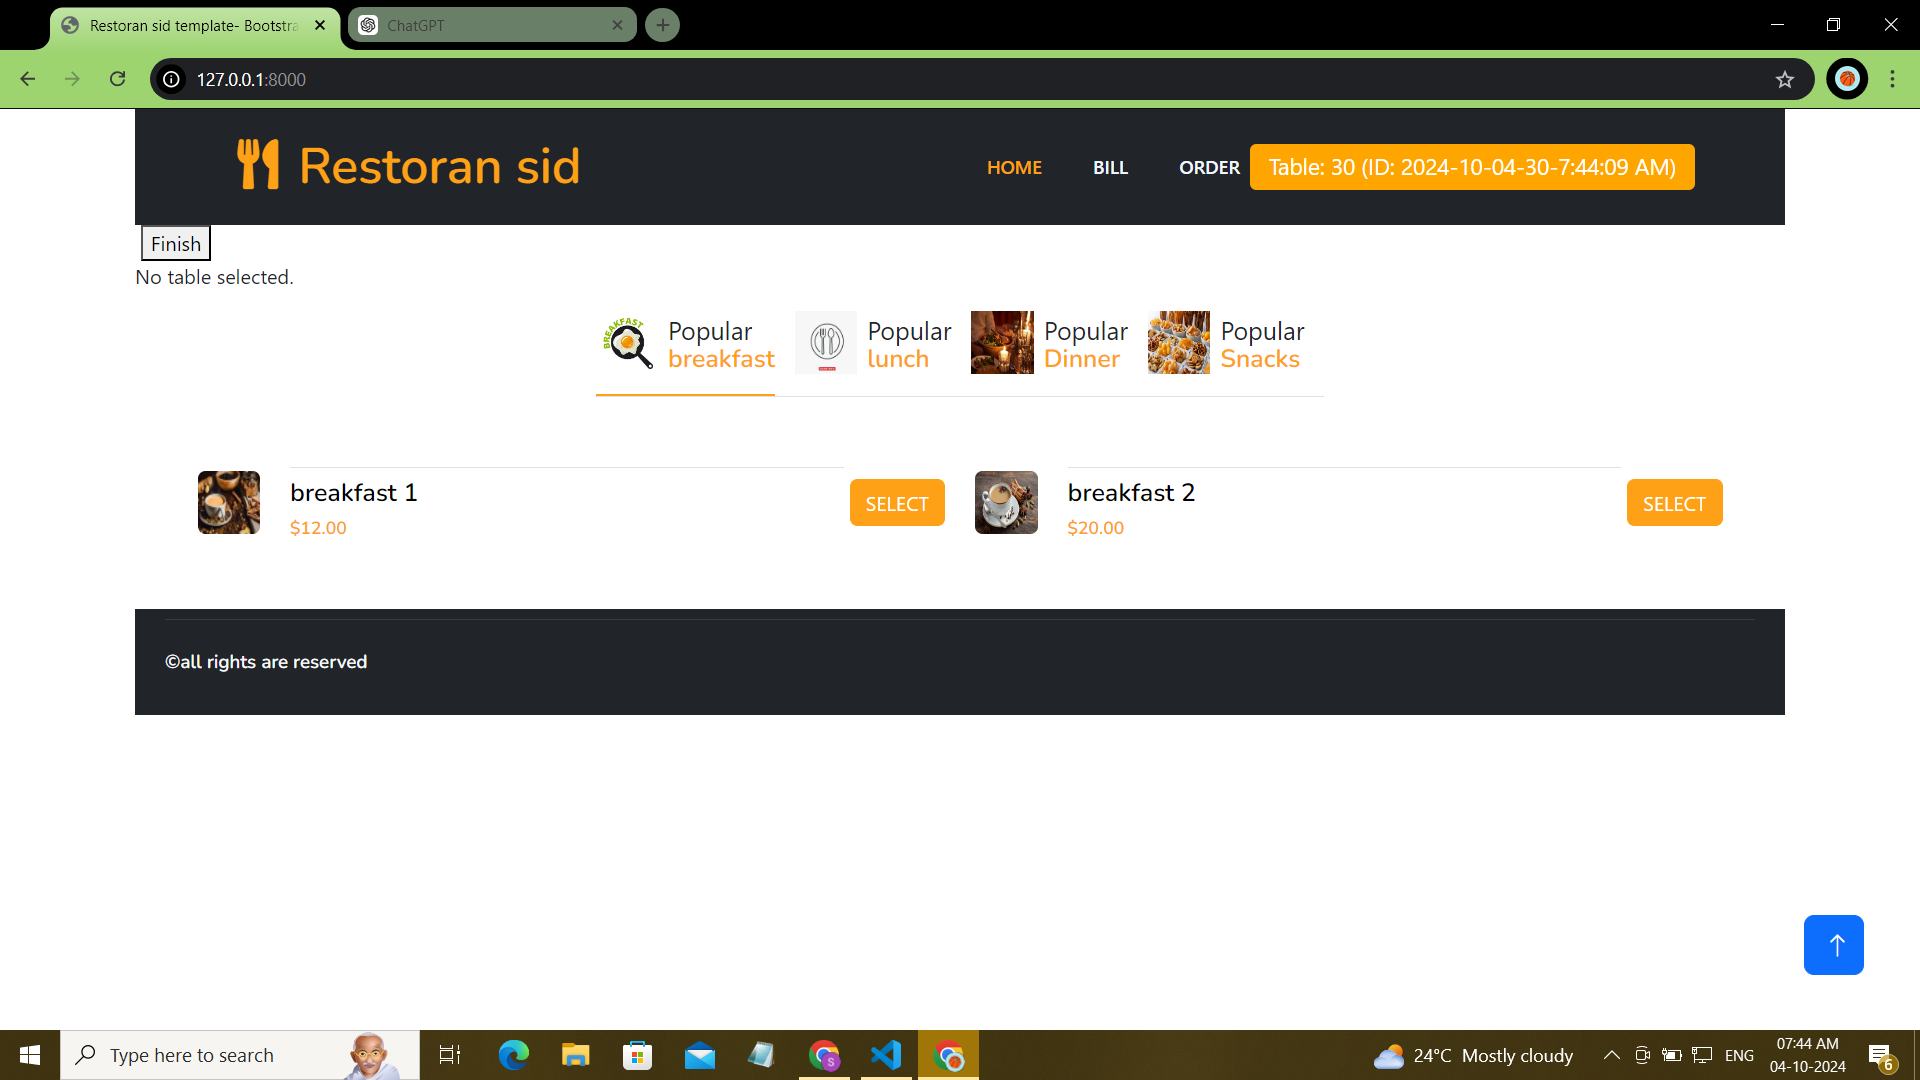 Restoran sid template- Bootstra
ChatGPT
127.0.0.1:8000
Restoran sid
HOME
BILL
ORDER
Table: 30 (ID: 2024-10-04-30-7:44:09 AM)
Finish
No table selected.
BREAKFAST
Popular
breakfast
Popular
lunch
Popular
Dinner
Popular
Snacks
breakfast 1
$12.00
SELECT
breakfast 2
$20.00
SELECT
©all rights are reserved
Type here to search
S
24°C Mostly cloudy
ENG
07:44 AM
04-10-2024
6